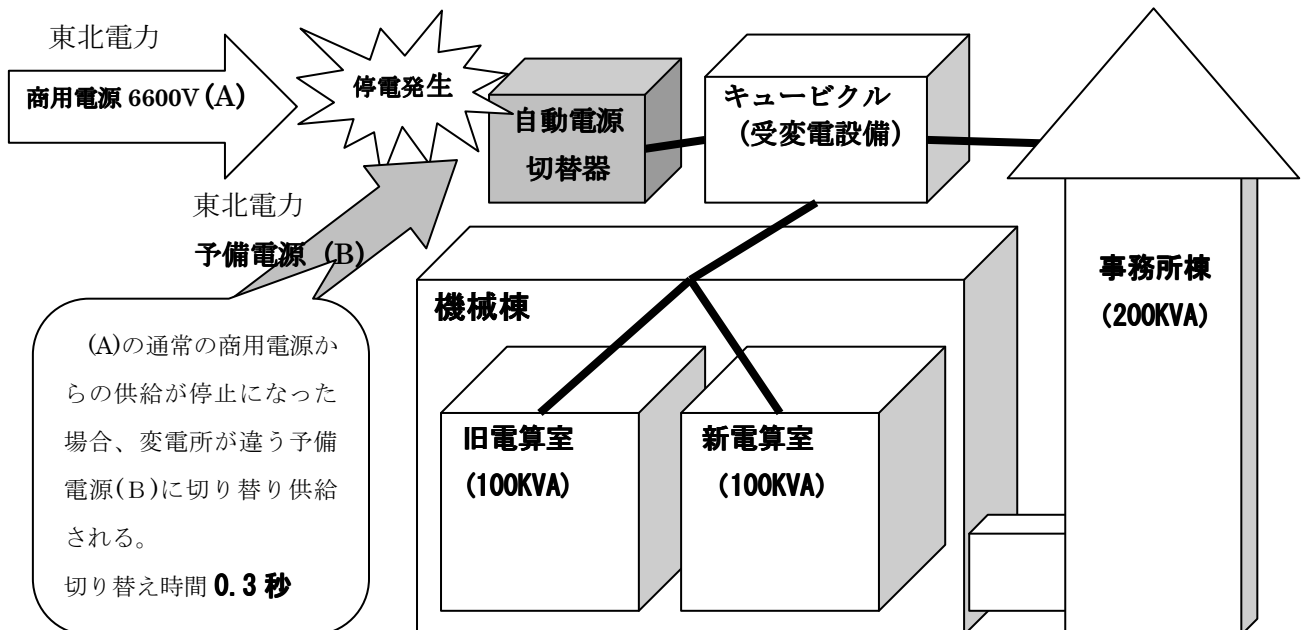 東北電力
商用電源 6600V (A)
停電発生
自動電源
切替器
キュービクル
(受変電設備)
東北電力
予備電源 (B)
(A)の通常の商用電源か
らの供給が停止になった
場合、変電所が違う予備
電源(B)に切り替り供給
される。
切り替え時間 0.3 秒
機械棟
旧電算室
(100KVA)
新電算室
(100KVA)
事務所棟
(200KVA)